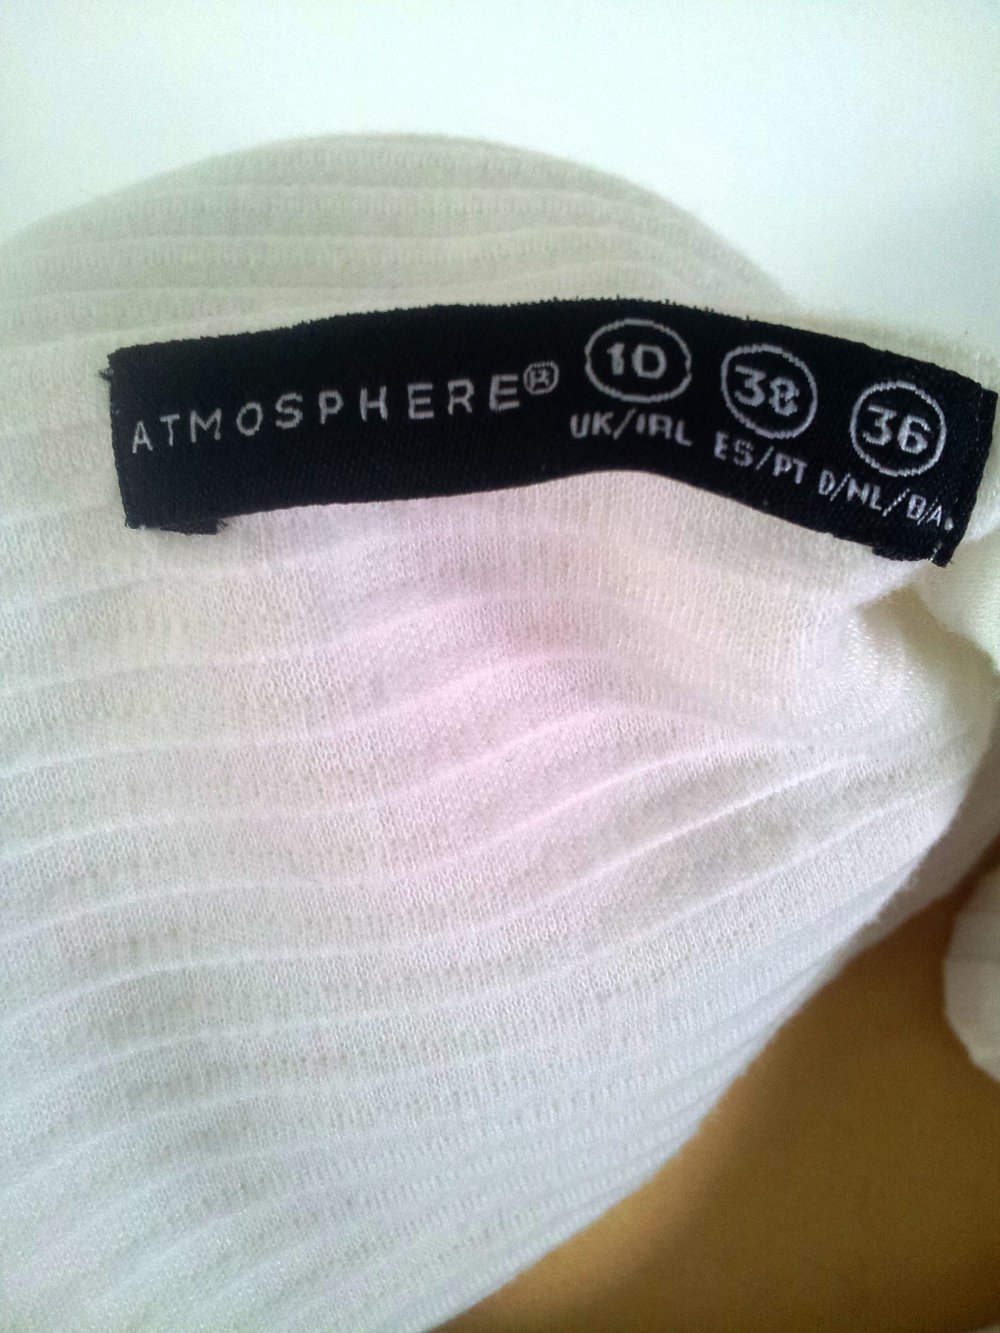 ATMOSPHERE®
10
UK/IRL
38
ES/PT
36
D/NL/B/A